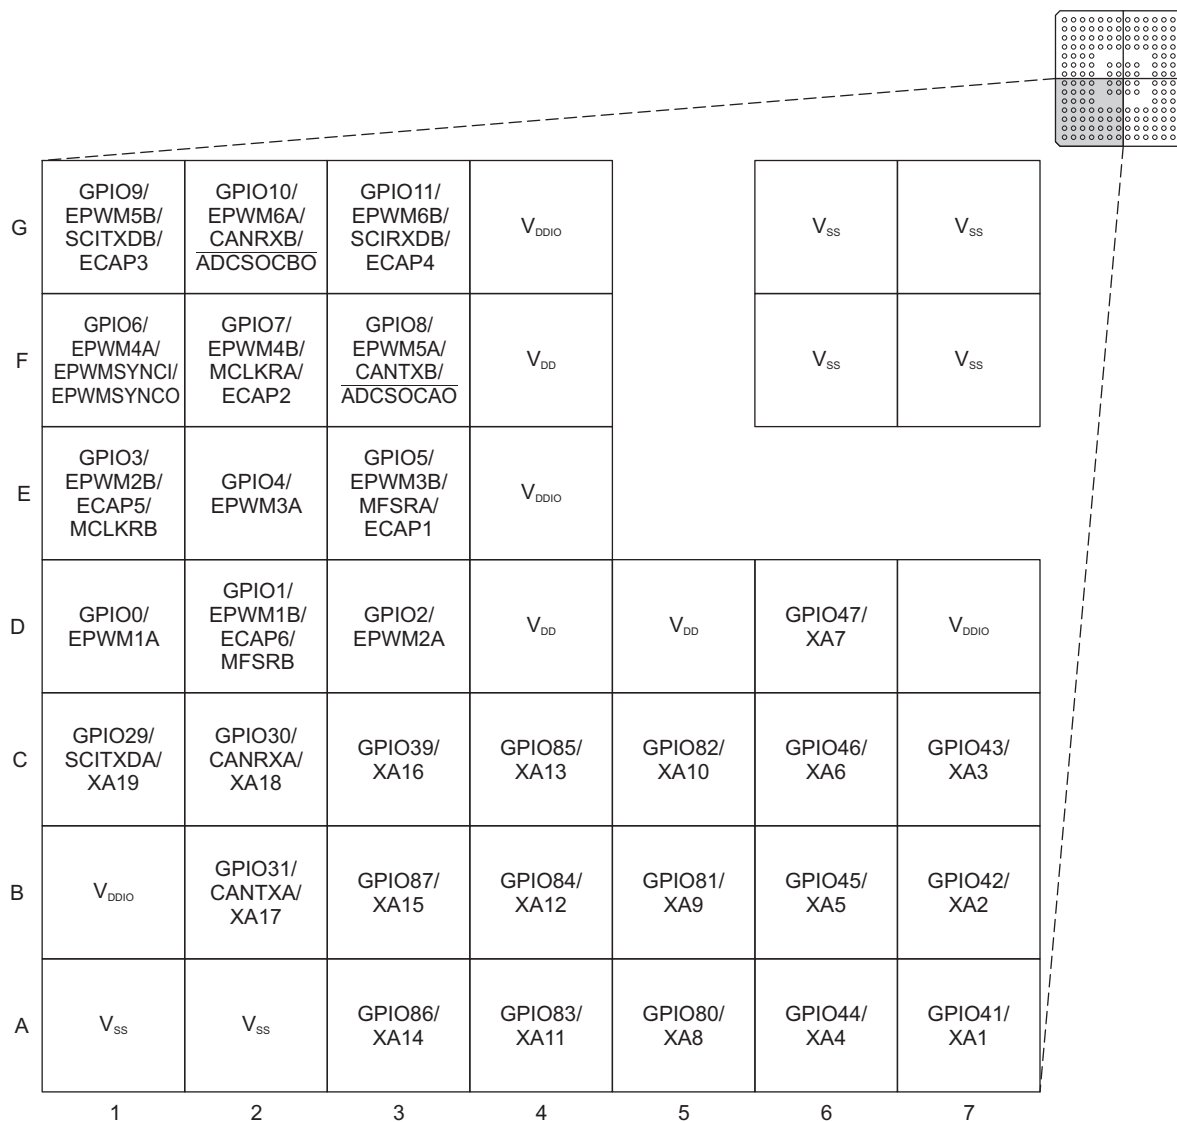 G
GPIO9/
EPWM5B/
SCITXDB/
ECAP3
GPIO10/
EPWM6A/
CANRXB/
ADCSOCBO
GPIO11/
EPWM6B/
SCIRXDB/
ECAP4
VDDIO
VSS
VSS
F
GPIO6/
EPWM4A/
EPWMSYNCI/
EPWMSYNCO
GPIO7/
EPWM4B/
MCLKRA/
ECAP2
GPIO8/
EPWM5A/
CANTXB/
ADCSOCAO
VDD
VSS
VSS
E
GPIO3/
EPWM2B/
ECAP5/
MCLKRB
GPIO4/
EPWM3A
GPIO5/
EPWM3B/
MFSRA/
ECAP1
VDDIO
D
GPIO0/
EPWM1A
GPIO1/
EPWM1B/
ECAP6/
MFSRB
GPIO2/
EPWM2A
VDD
VDD
GPIO47/
XA7
VDDIO
C
GPIO29/
SCITXDA/
XA19
GPIO30/
CANRXA/
XA18
GPIO39/
XA16
GPIO85/
XA13
GPIO82/
XA10
GPIO46/
XA6
GPIO43/
XA3
B
VDDIO
GPIO31/
CANTXA/
XA17
GPIO87/
XA15
GPIO84/
XA12
GPIO81/
XA9
GPIO45/
XA5
GPIO42/
XA2
A
VSS
VSS
GPIO86/
XA14
GPIO83/
XA11
GPIO80/
XA8
GPIO44/
XA4
GPIO41/
XA1
1 2 3 4 5 6 7